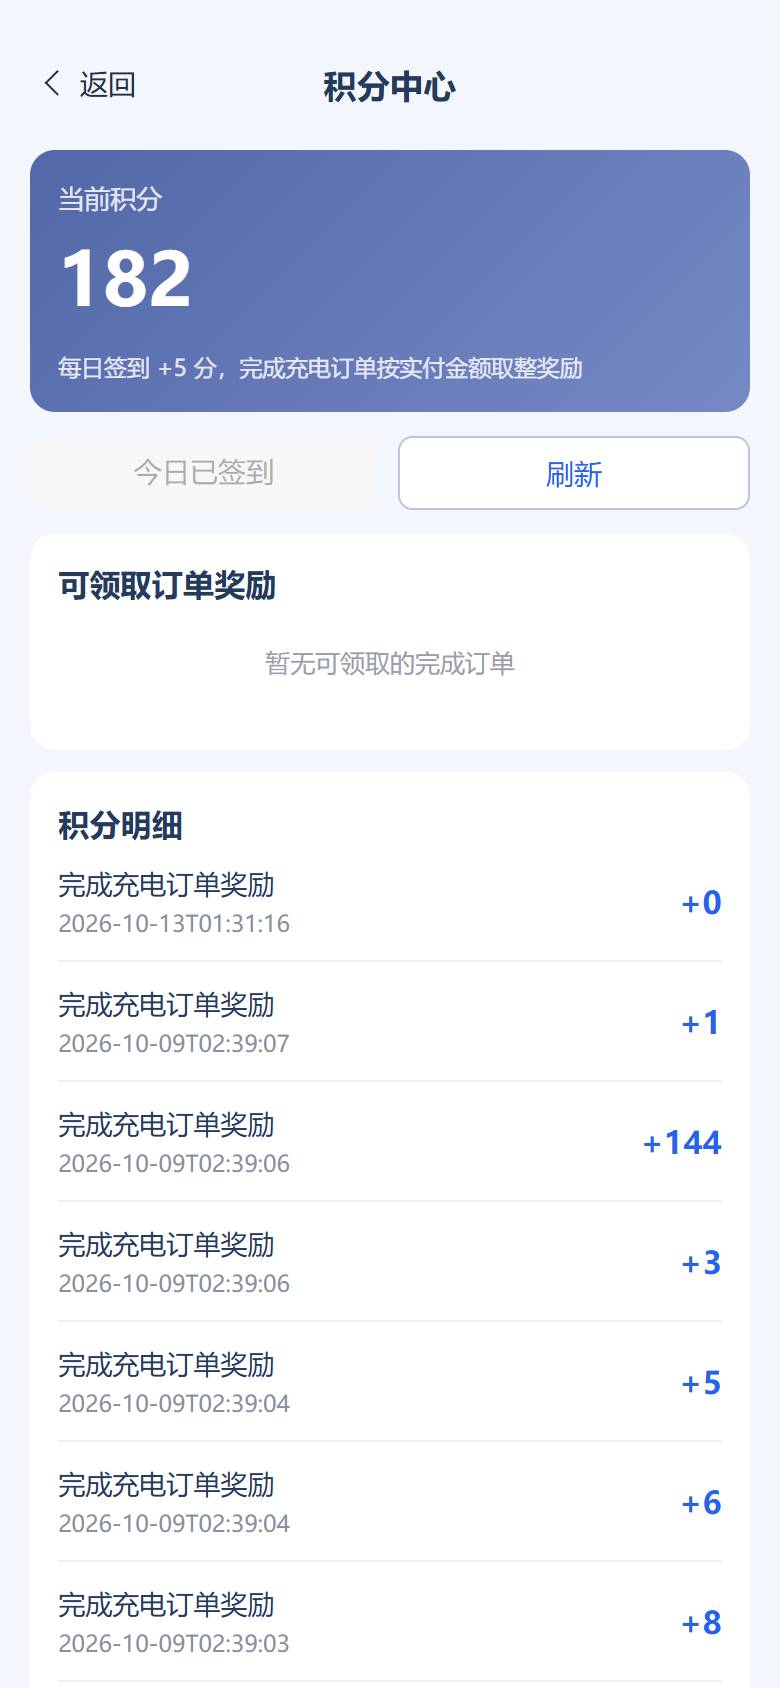 返回
积分中心
当前积分
182
每日签到 +5 分，完成充电订单按实付金额取整奖励
今日已签到
刷新
可领取订单奖励
暂无可领取的完成订单
积分明细
完成充电订单奖励
2026-10-13T01:31:16
+0
完成充电订单奖励
2026-10-09T02:39:07
+1
完成充电订单奖励
2026-10-09T02:39:06
+144
完成充电订单奖励
2026-10-09T02:39:06
+3
完成充电订单奖励
2026-10-09T02:39:04
+5
完成充电订单奖励
2026-10-09T02:39:04
+6
完成充电订单奖励
2026-10-09T02:39:03
+8